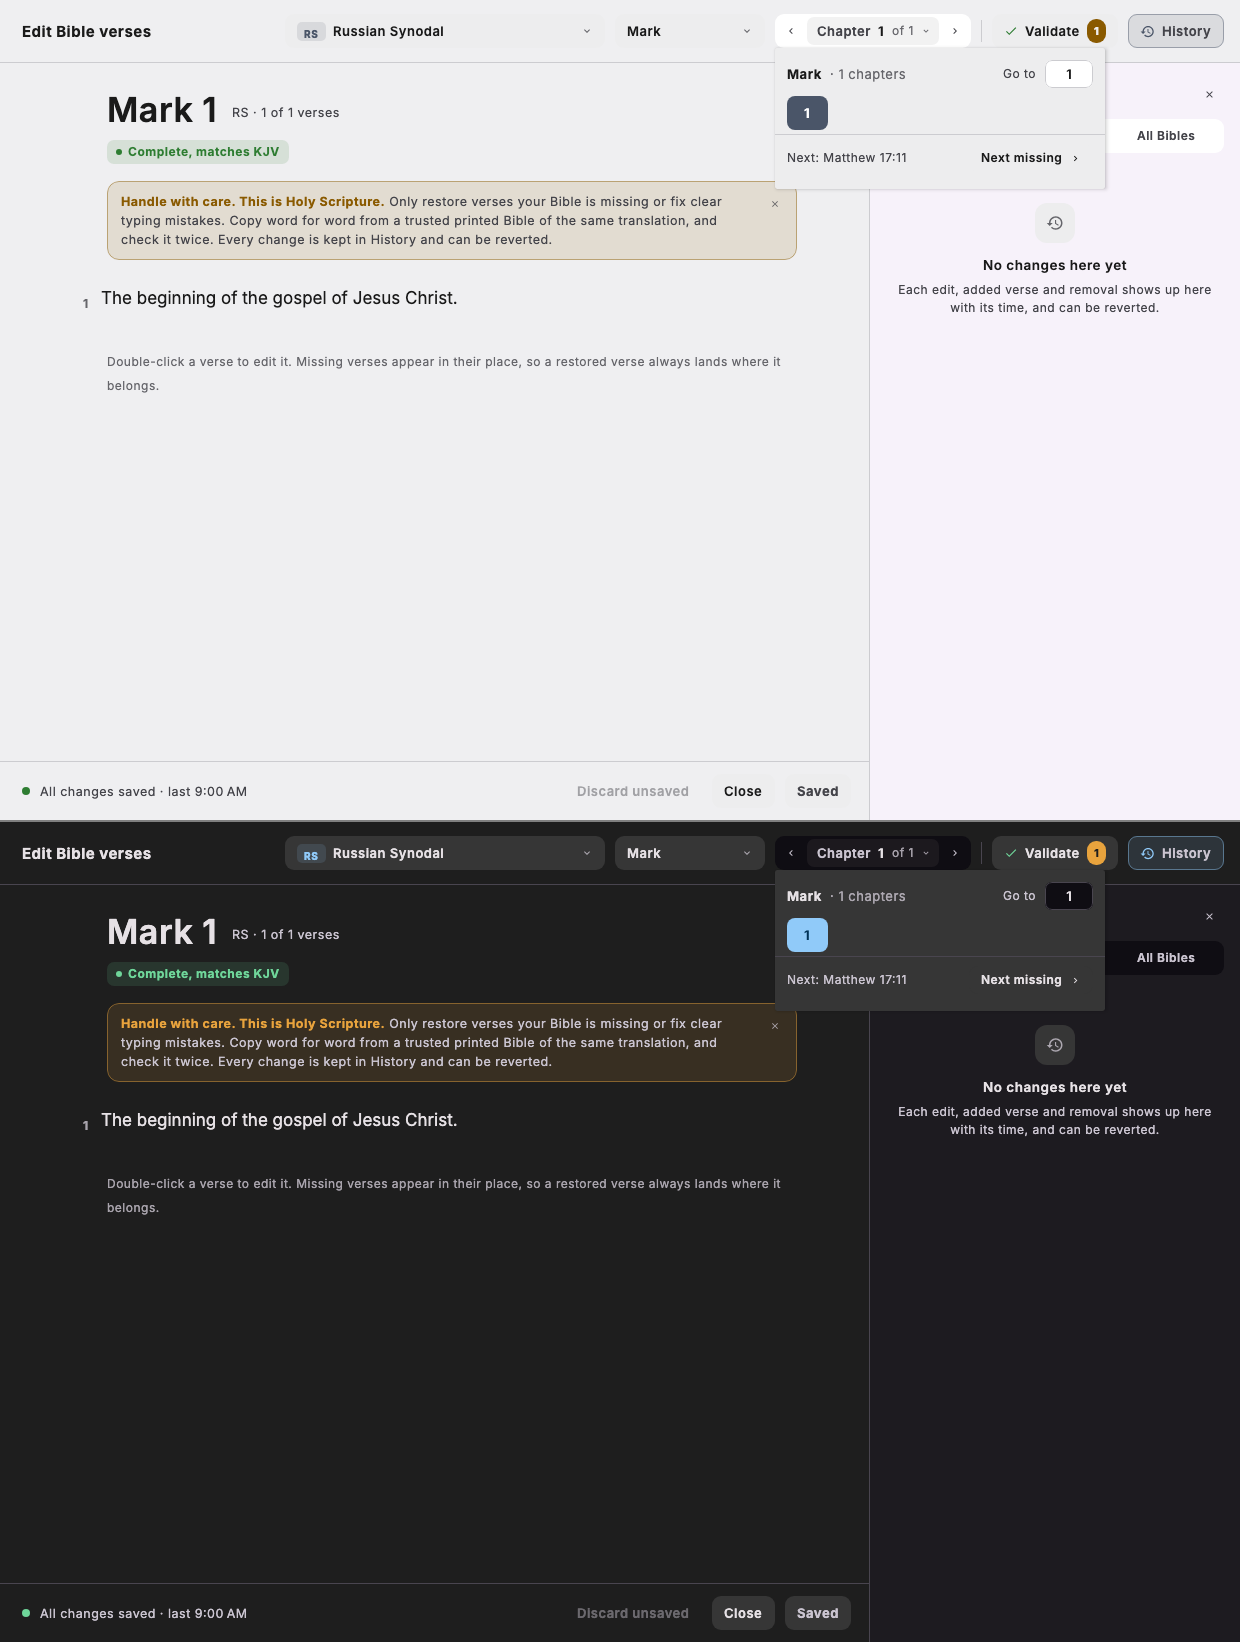 Edit Bible verses
RS Russian Synodal
Mark
Chapter 1 of 1
Validate 1
History
Mark · 1 chapters
Go to 1
1
Next: Matthew 17:11
Next missing
All Bibles
Mark 1 RS · 1 of 1 verses
Complete, matches KJV
Handle with care. This is Holy Scripture. Only restore verses your Bible is missing or fix clear
typing mistakes. Copy word for word from a trusted printed Bible of the same translation, and
check it twice. Every change is kept in History and can be reverted.
1 The beginning of the gospel of Jesus Christ.
Double-click a verse to edit it. Missing verses appear in their place, so a restored verse always lands where it
belongs.
No changes here yet
Each edit, added verse and removal shows up here
with its time, and can be reverted.
All changes saved · last 9:00 AM
Discard unsaved
Close
Saved
Edit Bible verses
RS Russian Synodal
Mark
Chapter 1 of 1
Validate 1
History
Mark · 1 chapters
Go to 1
1
Next: Matthew 17:11
Next missing
All Bibles
Mark 1 RS · 1 of 1 verses
Complete, matches KJV
Handle with care. This is Holy Scripture. Only restore verses your Bible is missing or fix clear
typing mistakes. Copy word for word from a trusted printed Bible of the same translation, and
check it twice. Every change is kept in History and can be reverted.
1 The beginning of the gospel of Jesus Christ.
Double-click a verse to edit it. Missing verses appear in their place, so a restored verse always lands where it
belongs.
No changes here yet
Each edit, added verse and removal shows up here
with its time, and can be reverted.
All changes saved · last 9:00 AM
Discard unsaved
Close
Saved